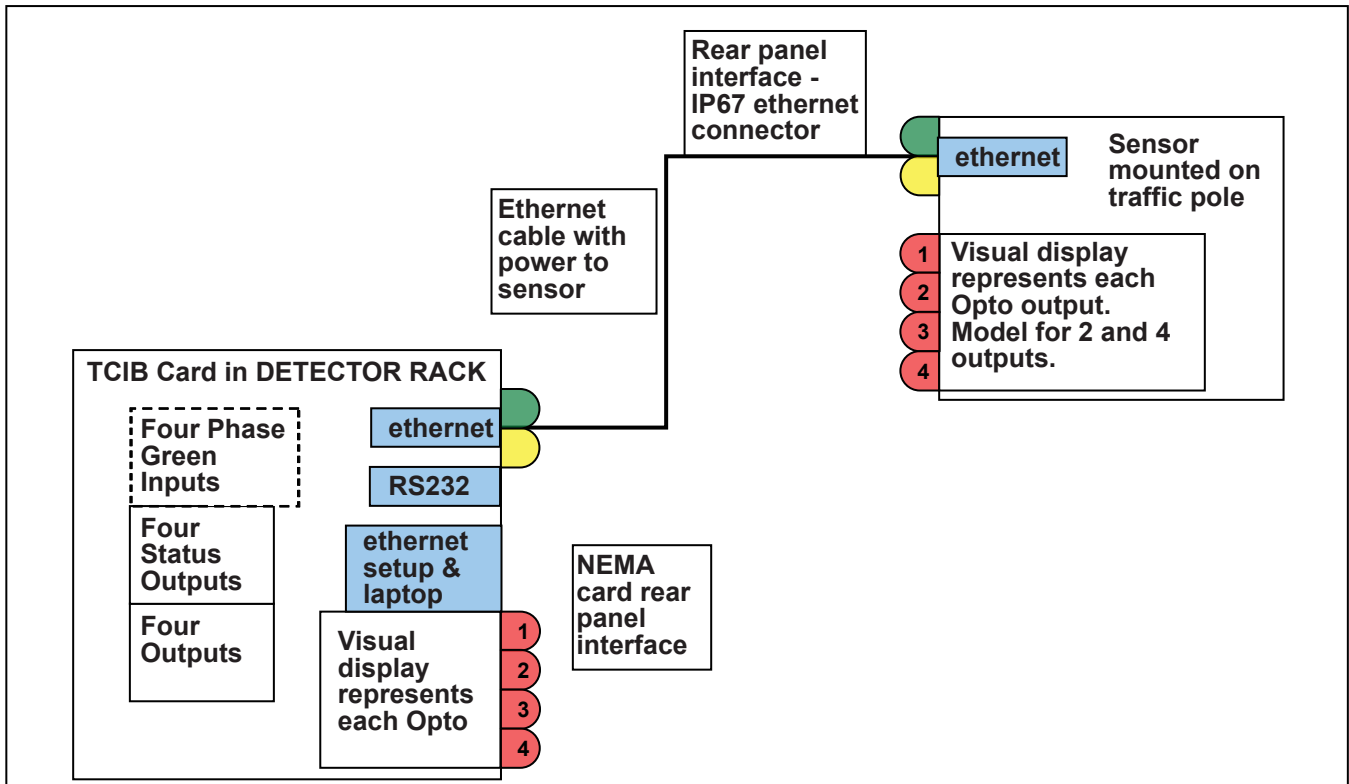 Rear panel
interface -
IP67 ethernet
connector
ethernet
Sensor
mounted on
traffic pole
Ethernet
cable with
power to
sensor
1
2
3
4
Visual display
represents each
Opto output.
Model for 2 and 4
outputs.
TCIB Card in DETECTOR RACK
Four Phase
Green
Inputs
ethernet
RS232
Four
Status
Outputs
ethernet
setup &
laptop
NEMA
card rear
panel
interface
Four
Outputs
Visual
display
represents
each Opto
1
2
3
4